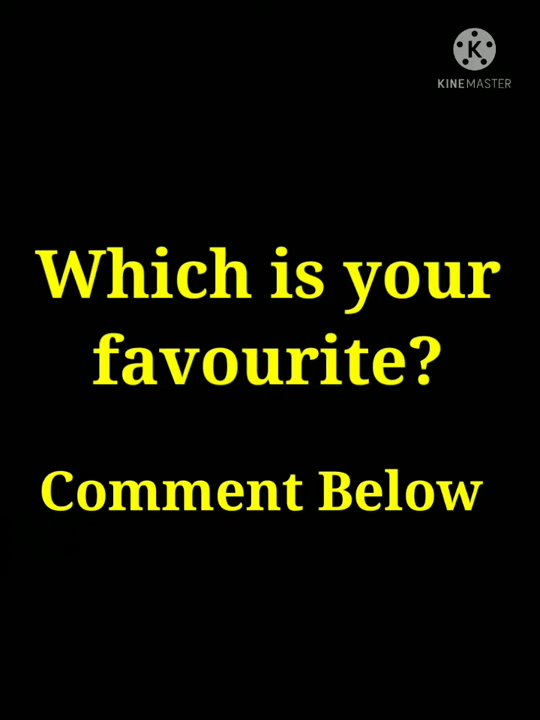 K
KINEMASTER
Which is your
favourite?
Comment Below